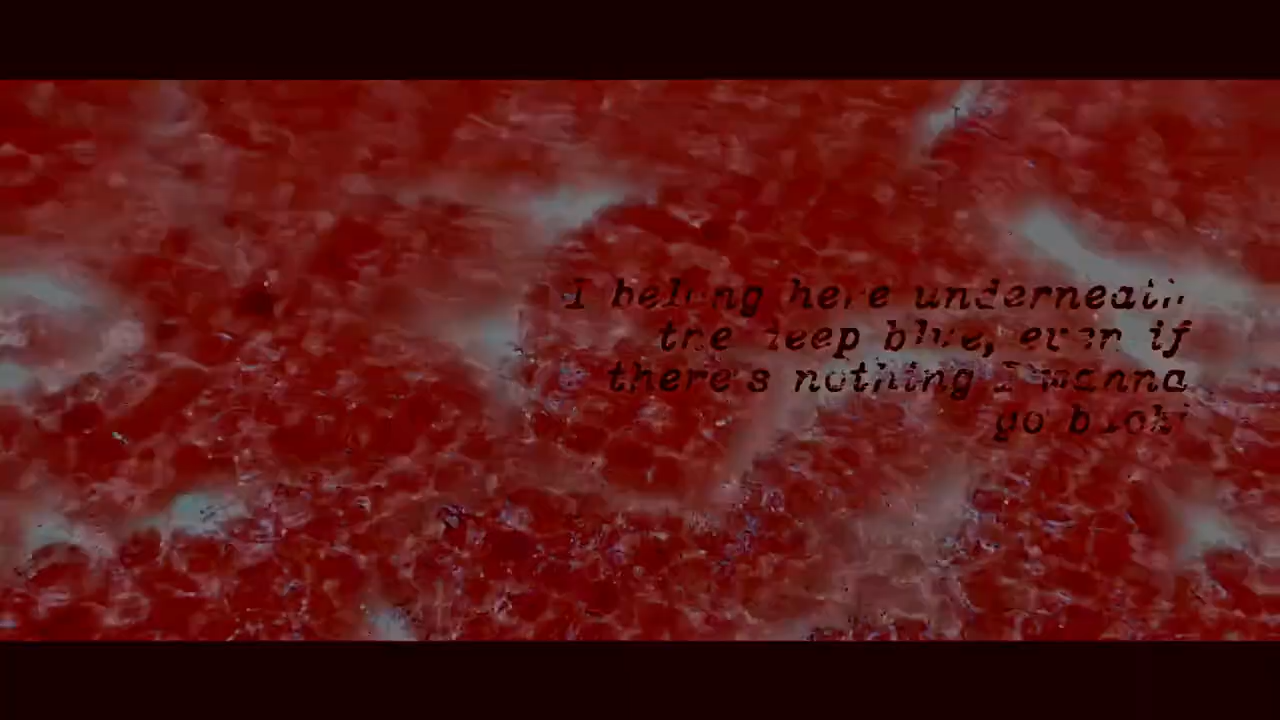 I belong here underneath
the deep blue, even if
there's nothing I wanna
go back